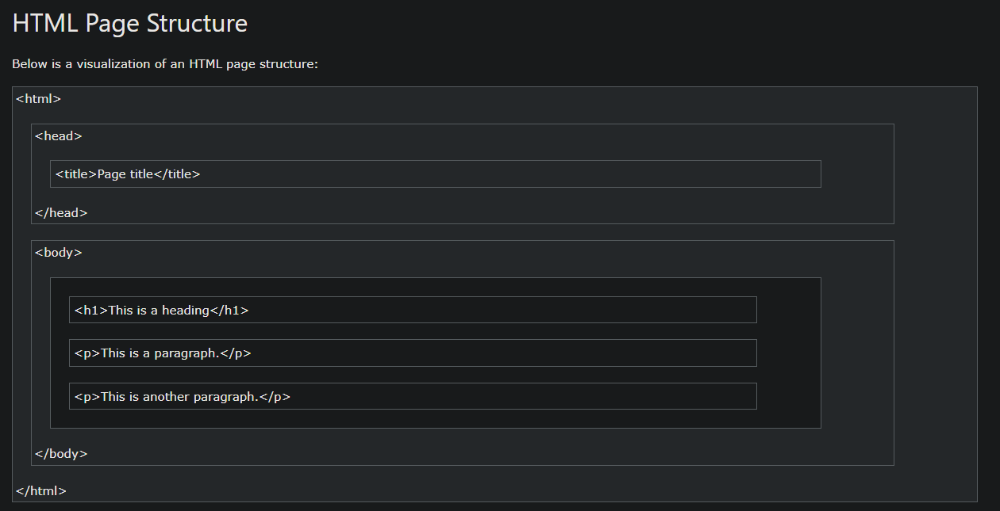 HTML Page Structure
Below is a visualization of an HTML page structure:
<html>
<head>
<title>Page title</title>
</head>
<body>
<h1>This is a heading</h1>
<p>This is a paragraph.</p>
<p>This is another paragraph.</p>
</body>
</html>